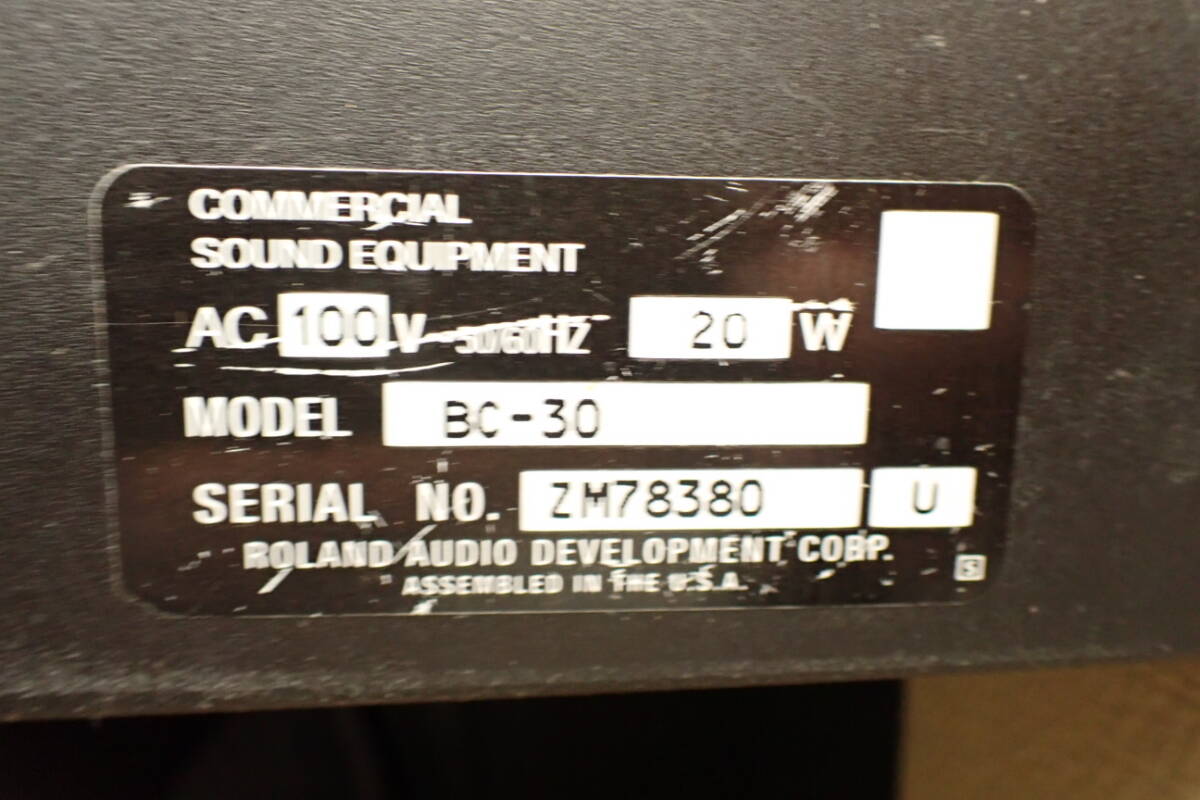 COMMERCIAL
SOUND EQUIPMENT
AC 100 V ~ 50/60HZ 20 W
MODEL BC-30
SERIAL NO. ZM78380 U
ROLAND AUDIO DEVELOPMENT CORP.
ASSEMBLED IN THE U.S.A.
S